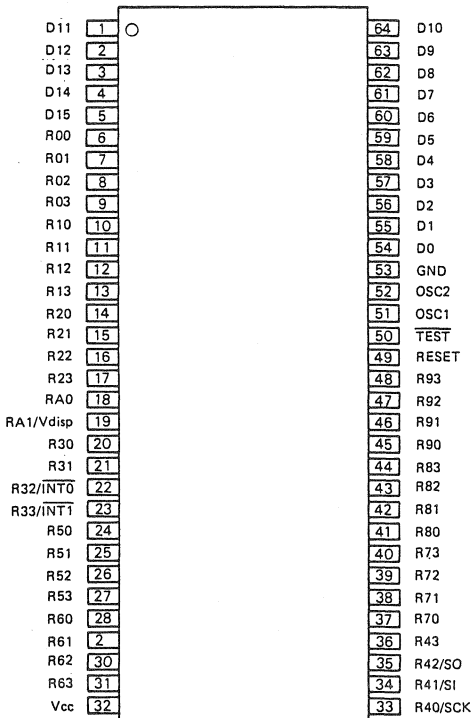 D11 1 64 D10
D12 2 63 D9
D13 3 62 D8
D14 4 61 D7
D15 5 60 D6
R00 6 59 D5
R01 7 58 D4
R02 8 57 D3
R03 9 56 D2
R10 10 55 D1
R11 11 54 D0
R12 12 53 GND
R13 13 52 OSC2
R20 14 51 OSC1
R21 15 50 TEST
R22 16 49 RESET
R23 17 48 R93
RA0 18 47 R92
RA1/Vdisp 19 46 R91
R30 20 45 R90
R31 21 44 R83
R32/INT0 22 43 R82
R33/INT1 23 42 R81
R50 24 41 R80
R51 25 40 R73
R52 26 39 R72
R53 27 38 R71
R60 28 37 R70
R61 2 36 R43
R62 30 35 R42/SO
R63 31 34 R41/SI
Vcc 32 33 R40/SCK